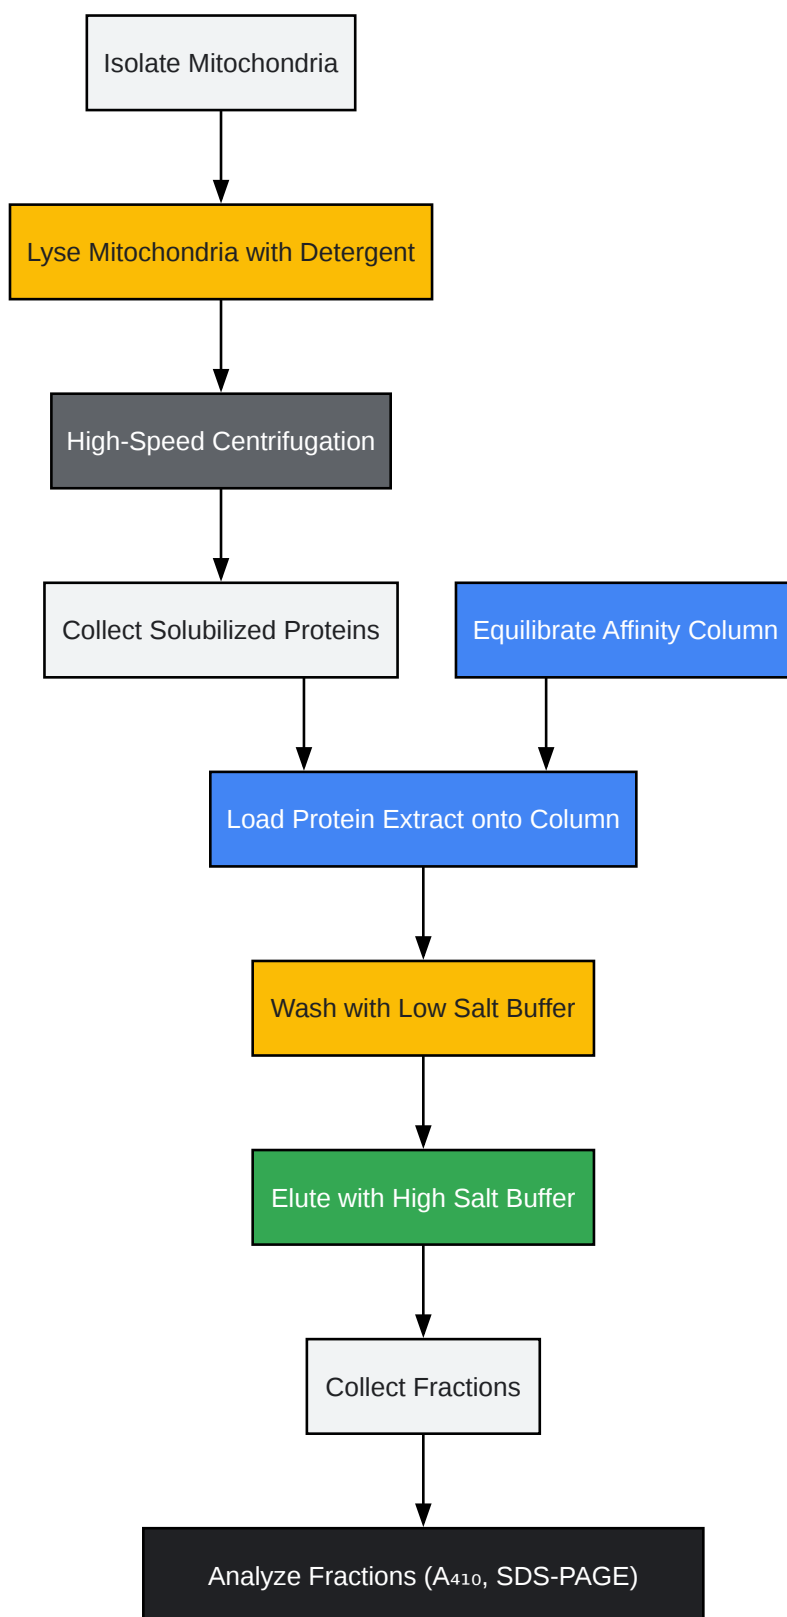 Isolate Mitochondria
Lyse Mitochondria with Detergent
High-Speed Centrifugation
Collect Solubilized Proteins
Equilibrate Affinity Column
Load Protein Extract onto Column
Wash with Low Salt Buffer
Elute with High Salt Buffer
Collect Fractions
Analyze Fractions (A₄₁₀, SDS-PAGE)